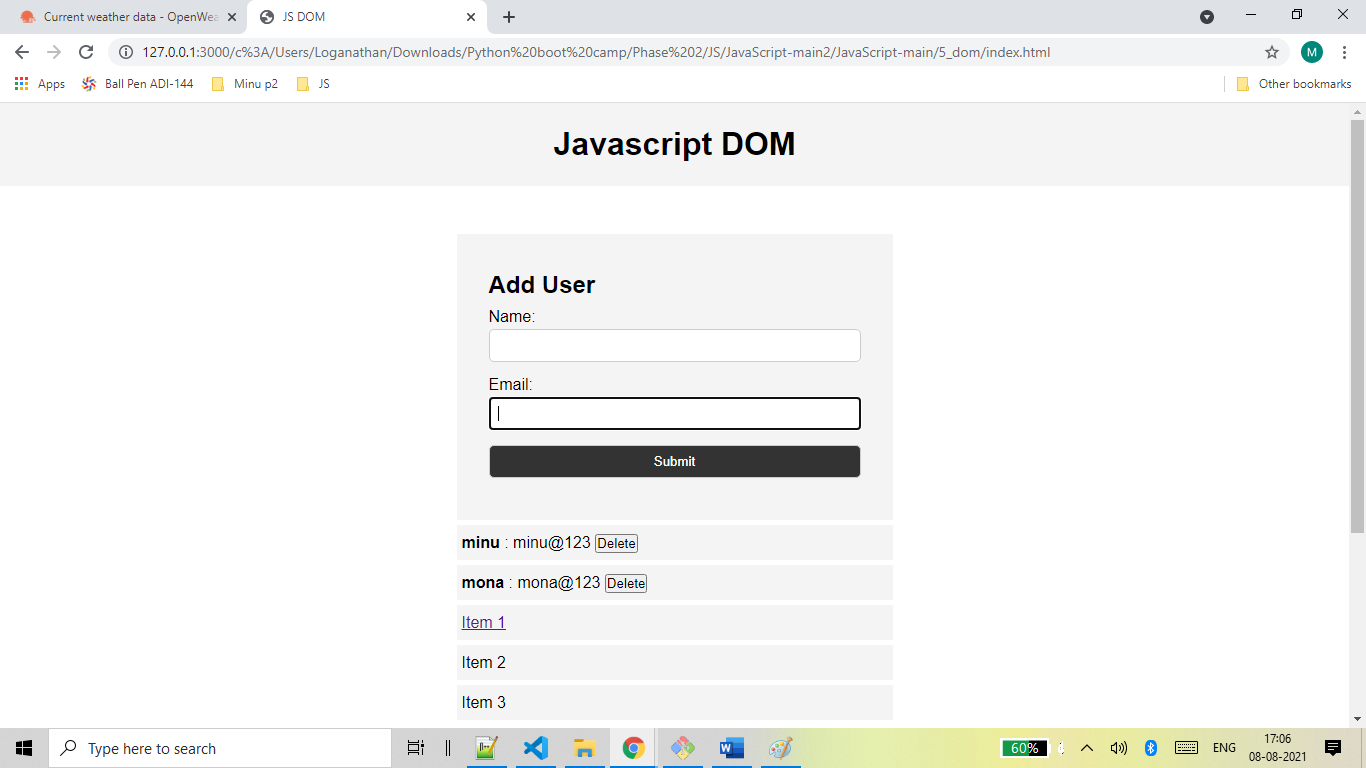 Current weather data - OpenWea
JS DOM
127.0.0.1:3000/c%3A/Users/Loganathan/Downloads/Python%20boot%20camp/Phase%202/JS/JavaScript-main2/JavaScript-main/5_dom/index.html
M
Apps
Ball Pen ADI-144
Minu p2
JS
Other bookmarks
Javascript DOM
Add User
Name:
Email:
Submit
minu : minu@123 Delete
mona : mona@123 Delete
Item 1
Item 2
Item 3
Type here to search
60%
ENG
17:06
08-08-2021